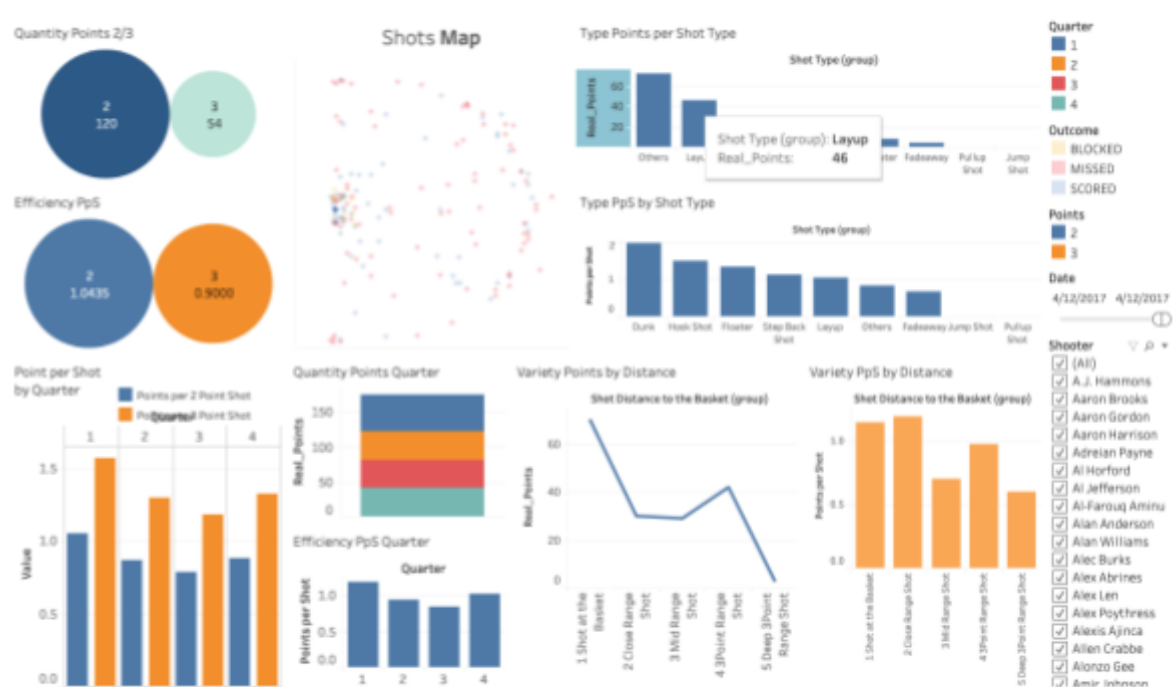 Quantity Points 2/3
2
120
3
54
Efficiency PpS
2
1.0435
3
0.9000
Shots Map
Type Points per Shot Type
Shot Type (group)
Real_Points
60
40
20
Others
Fadeaway
Pullup Shot
Jump Shot
Shot Type (group): Layup
Real_Points: 46
Type PpS by Shot Type
Shot Type (group)
Points per Shot
2
1
0
Dunk
Hook Shot
Floater
Step Back Shot
Layup
Others
Fadeaway
Jump Shot
Pullup Shot
Point per Shot
by Quarter
Points per 2 Point Shot
Point Shot
Quarter
1 2 3 4
Value
1.5
1.0
0.5
0.0
Quantity Points Quarter
Real_Points
150
100
50
0
Efficiency PpS Quarter
Quarter
Points per Shot
1.0
0.5
0.0
1 2 3 4
Variety Points by Distance
Shot Distance to the Basket (group)
Real_Points
60
40
20
0
1 Shot at the Basket
2 Close Range Shot
3 Mid Range Shot
4 3Point Range Shot
5 Deep 3Point Range Shot
Variety PpS by Distance
Shot Distance to the Basket (group)
Points per Shot
1.0
0.5
0.0
1 Shot at the Basket
2 Close Range Shot
3 Mid Range Shot
4 3Point Range Shot
5 Deep 3Point Range Shot
Quarter
1
2
3
4
Outcome
BLOCKED
MISSED
SCORED
Points
2
3
Date
4/12/2017 4/12/2017
Shooter
(All)
A.J. Hammons
Aaron Brooks
Aaron Gordon
Aaron Harrison
Adreian Payne
Al Horford
Al Jefferson
Al-Farouq Aminu
Alan Anderson
Alan Williams
Alec Burks
Alex Abrines
Alex Len
Alex Poythress
Alexis Ajinca
Allen Crabbe
Alonzo Gee
Amir Johnson